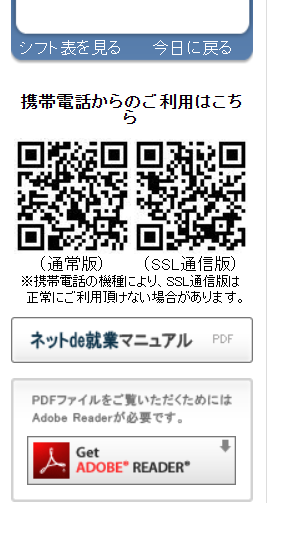 シフト表を見る 今日に戻る
携帯電話からのご利用はこち
ら
(通常版) (SSL通信版)
※携帯電話の機種により、SSL通信版は
正常にご利用頂けない場合があります。
ネットde就業マニュアル PDF
PDFファイルをご覧いただくためには
Adobe Readerが必要です。
Get
ADOBE® READER®